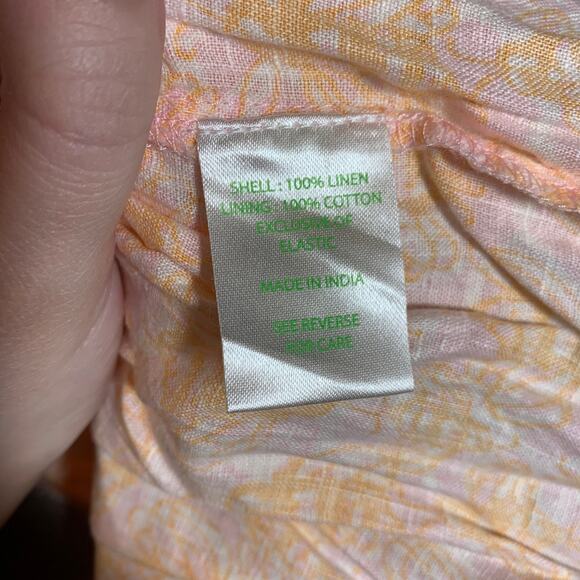 SHELL : 100% LINEN
LINING: 100% COTTON
EXCLUSIVE OF
ELASTIC
MADE IN INDIA
SEE REVERSE
FOR CARE